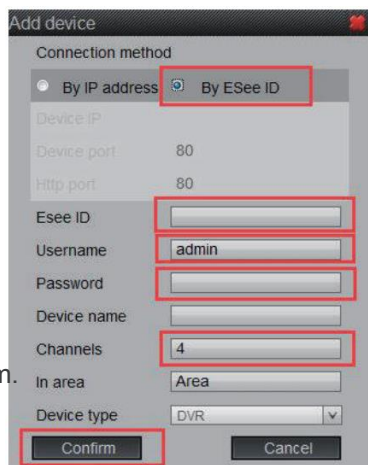 Add device
Connection method
By IP address By ESee ID
Device IP
Device port 80
Http port 80
Esee ID
Username admin
Password
Device name
Channels 4
In area Area
Device type DVR
Confirm Cancel